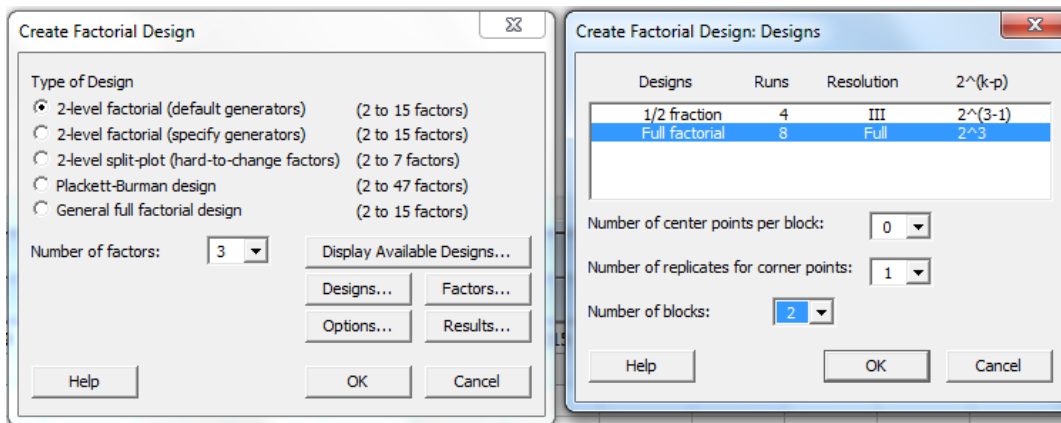 Create Factorial Design
Type of Design
2-level factorial (default generators) (2 to 15 factors)
2-level factorial (specify generators) (2 to 15 factors)
2-level split-plot (hard-to-change factors) (2 to 7 factors)
Plackett-Burman design (2 to 47 factors)
General full factorial design (2 to 15 factors)
Number of factors: 3 Display Available Designs...
Designs... Factors...
Options... Results...
Help OK Cancel
Create Factorial Design: Designs
Designs Runs Resolution 2^(k-p)
1/2 fraction 4 III 2^(3-1)
Full factorial 8 Full 2^3
Number of center points per block: 0
Number of replicates for corner points: 1
Number of blocks: 2
Help OK Cancel